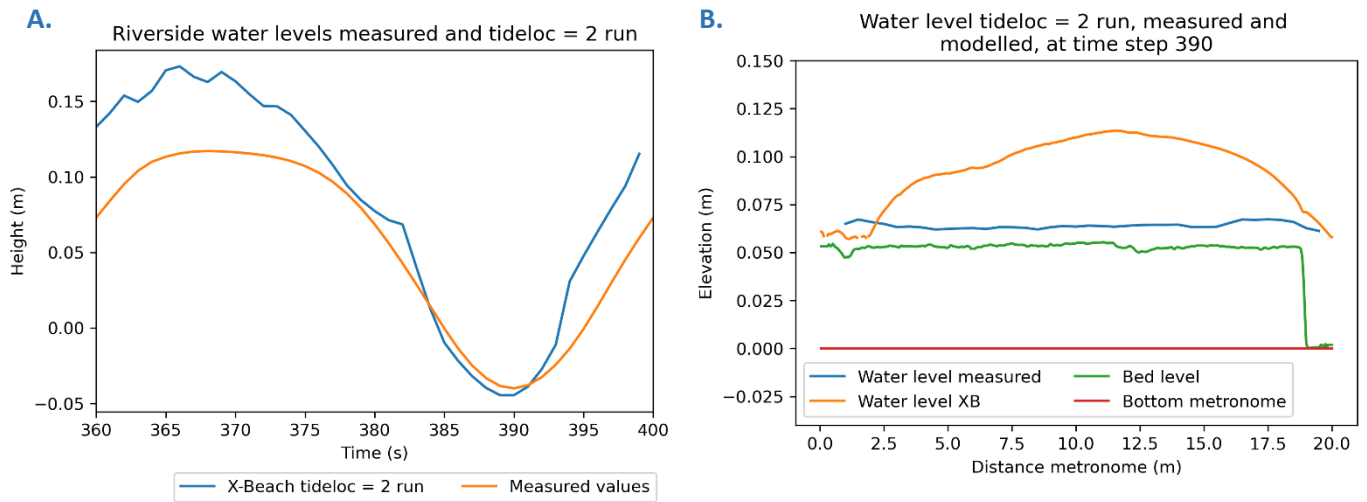 A.
Riverside water levels measured and tideloc = 2 run
Height (m)
0.15
0.10
0.05
0.00
−0.05
360 365 370 375 380 385 390 395 400
Time (s)
X-Beach tideloc = 2 run Measured values
B.
Water level tideloc = 2 run, measured and
modelled, at time step 390
Elevation (m)
0.150
0.125
0.100
0.075
0.050
0.025
0.000
−0.025
Water level measured Bed level
Water level XB Bottom metronome
0.0 2.5 5.0 7.5 10.0 12.5 15.0 17.5 20.0
Distance metronome (m)